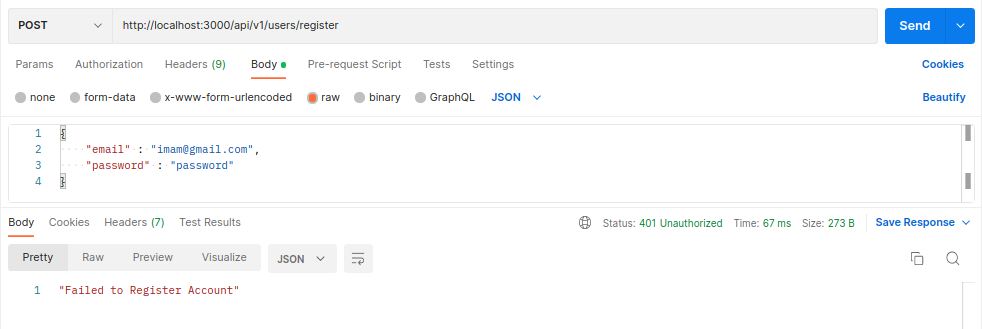 POST http://localhost:3000/api/v1/users/register Send
Params Authorization Headers (9) Body Pre-request Script Tests Settings Cookies
none form-data x-www-form-urlencoded raw binary GraphQL JSON Beautify
1 {
2 "email" : "imam@gmail.com",
3 "password" : "password"
4 }
Body Cookies Headers (7) Test Results Status: 401 Unauthorized Time: 67 ms Size: 273 B Save Response
Pretty Raw Preview Visualize JSON
1 "Failed to Register Account"